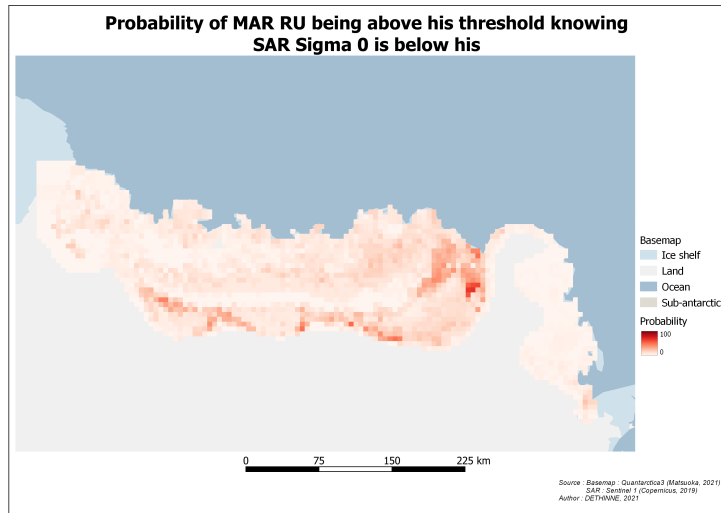 Probability of MAR RU being above his threshold knowing
SAR Sigma 0 is below his
Basemap
Ice shelf
Land
Ocean
Sub-antarctic
Probability
100
0
0 75 150 225 km
Source : Basemap : Quantarctica3 (Matsuoka, 2021)
SAR : Sentinel 1 (Copernicus, 2019)
Author : DETHINNE, 2021